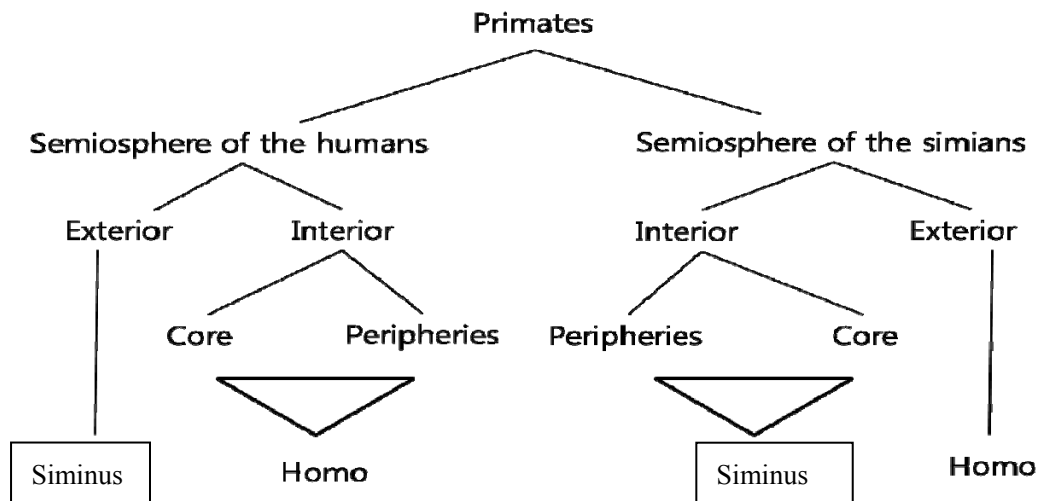 Primates
Semiosphere of the humans
Semiosphere of the simians
Exterior
Interior
Interior
Exterior
Core
Peripheries
Peripheries
Core
Siminus
Homo
Siminus
Homo